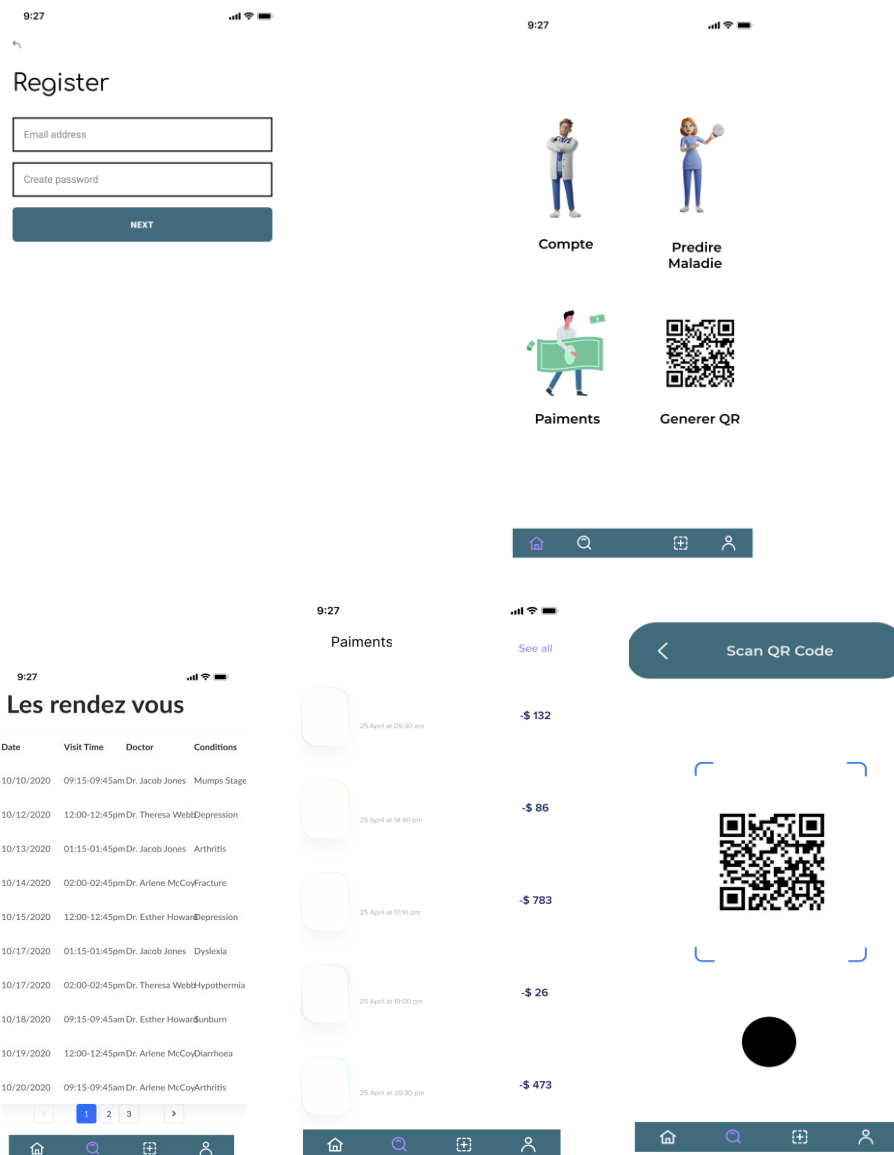 9:27
Register
Email address
Create password
NEXT
9:27
Compte
Predire
Maladie
Paiments
Generer QR
9:27
Les rendez vous
Date Visit Time Doctor Conditions
10/10/2020 09:15-09:45am Dr. Jacob Jones Mumps Stage
10/12/2020 12:00-12:45pm Dr. Theresa Webb Depression
10/13/2020 01:15-01:45pm Dr. Jacob Jones Arthritis
10/14/2020 02:00-02:45pm Dr. Arlene McCoy Fracture
10/15/2020 12:00-12:45pm Dr. Esther Howard Depression
10/17/2020 01:15-01:45pm Dr. Jacob Jones Dyslexia
10/17/2020 02:00-02:45pm Dr. Theresa Webb Hypothermia
10/18/2020 09:15-09:45am Dr. Esther Howard Sunburn
10/19/2020 12:00-12:45pm Dr. Arlene McCoy Diarrhoea
10/20/2020 09:15-09:45am Dr. Arlene McCoy Arthritis
< 1 2 3 >
9:27
Paiments See all
25 April at 09:30 am -$ 132
25 April at 14:40 pm -$ 86
25 April at 17:10 pm -$ 783
25 April at 19:00 pm -$ 26
25 April at 20:30 pm -$ 473
Scan QR Code